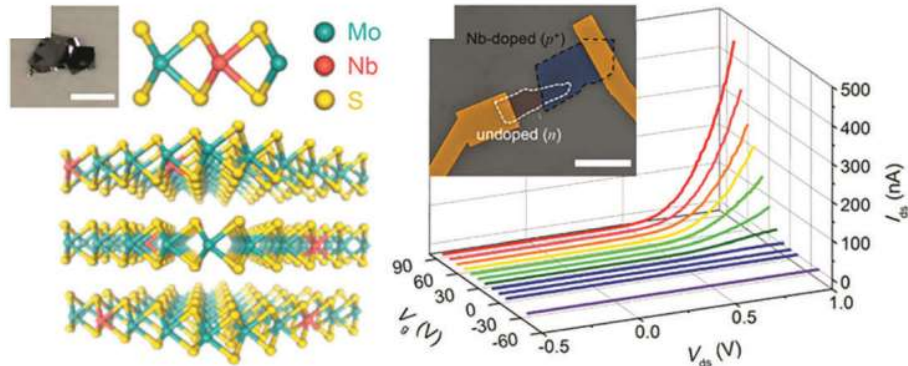 Mo
Nb
S
Nb-doped (p⁺)
undoped (n)
500
400
300
200
100
0
I_ds (nA)
90
60
30
0
-30
-60
V_g (V)
-0.5
0.0
0.5
1.0
V_ds (V)